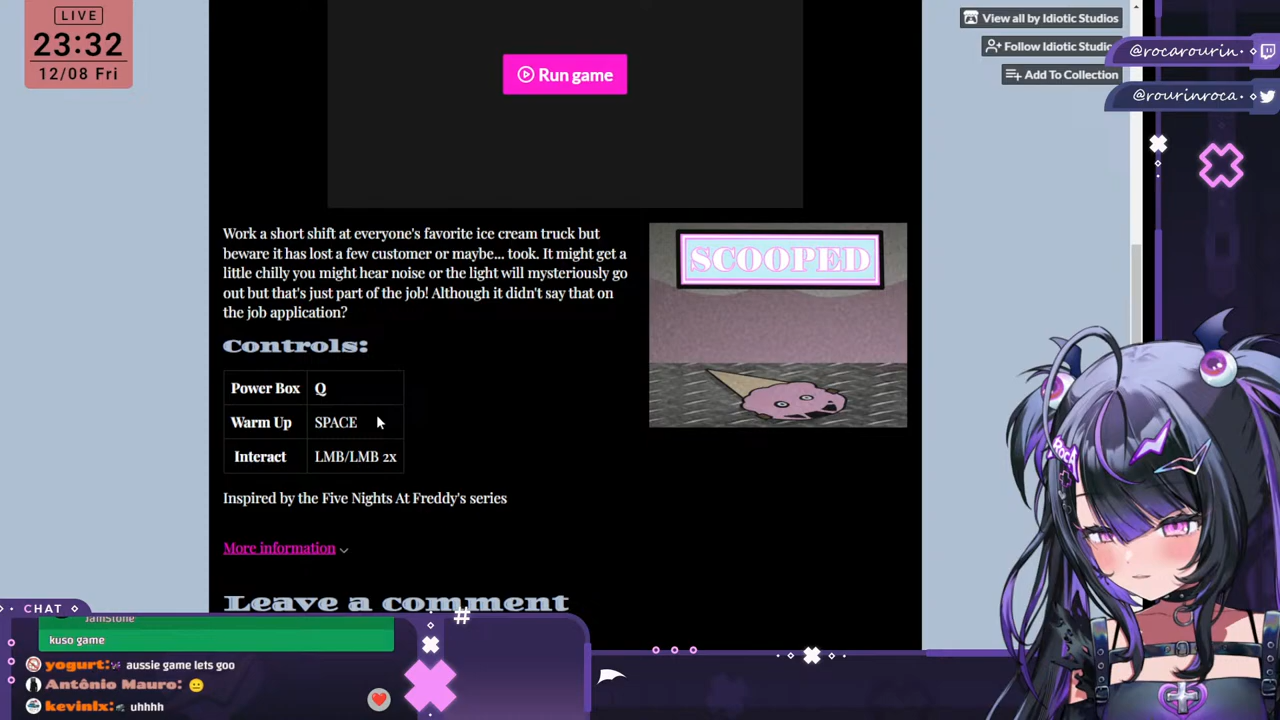 LIVE
23:32
12/08 Fri
View all by Idiotic Studios
Follow Idiotic Studio
Add To Collection
@rocarourin.
@rourinroca.
Run game
Work a short shift at everyone's favorite ice cream truck but
beware it has lost a few customer or maybe... took. It might get a
little chilly you might hear noise or the light will mysteriously go
out but that's just part of the job! Although it didn't say that on
the job application?
SCOOPED
Controls:
Power Box Q
Warm Up SPACE
Interact LMB/LMB 2x
Inspired by the Five Nights At Freddy's series
More information
Leave a comment
ROCA
CHAT
#
JamStone
kuso game
yogurt: aussie game lets goo
Antônio Mauro: 😐
kevinlx: uhhhh